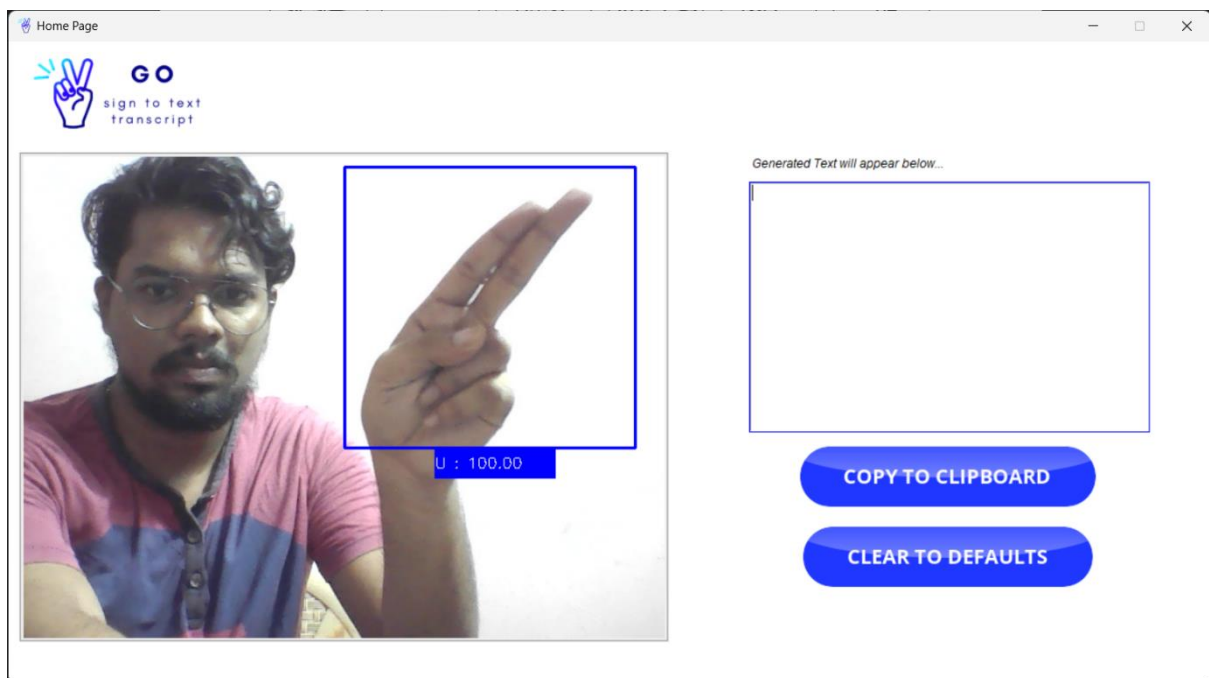 Home Page
GO
sign to text
transcript
Generated Text will appear below...
U : 100.00
COPY TO CLIPBOARD
CLEAR TO DEFAULTS